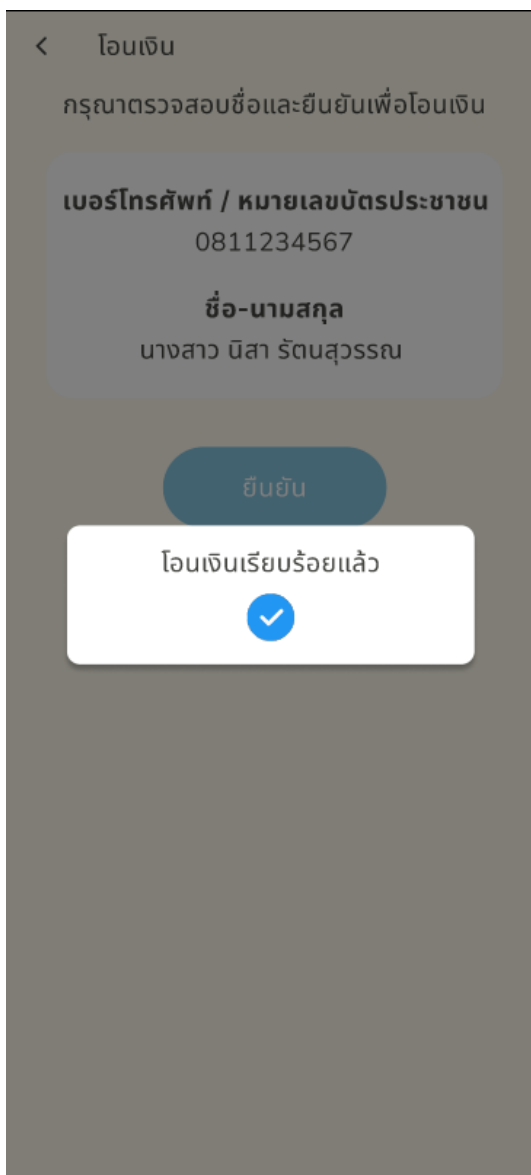 โอนเงิน
กรุณาตรวจสอบชื่อและยืนยันเพื่อโอนเงิน
เบอร์โทรศัพท์ / หมายเลขบัตรประชาชน
0811234567
ชื่อ-นามสกุล
นางสาว นิสา รัตนสุวรรณ
ยืนยัน
โอนเงินเรียบร้อยแล้ว